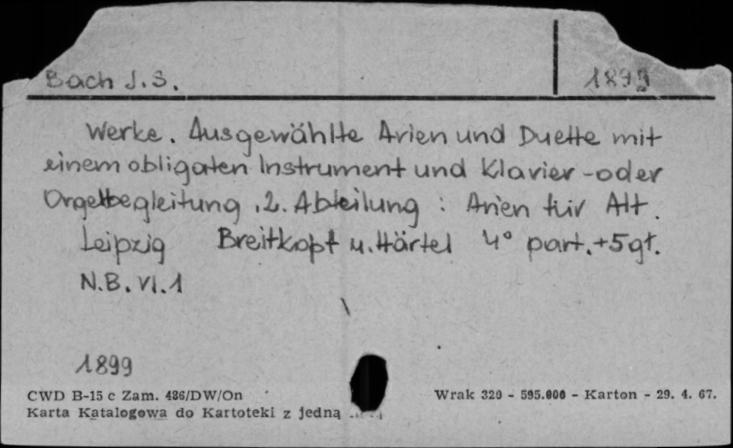 Bach J.S. 1899
Werke. Ausgewählte Arien und Duette mit
einem obligaten Instrument und Klavier-oder
Orgelbegleitung, 2. Abteilung: Arien für Alt.
Leipzig Breitkopf u. Härtel 4° part.+5 gł.
N.B. VI.1
1899
CWD B-15 c Zam. 486/DW/On
Wrak 320 - 595.000 - Karton - 29. 4. 67.
Karta Katalogowa do Kartoteki z jedną